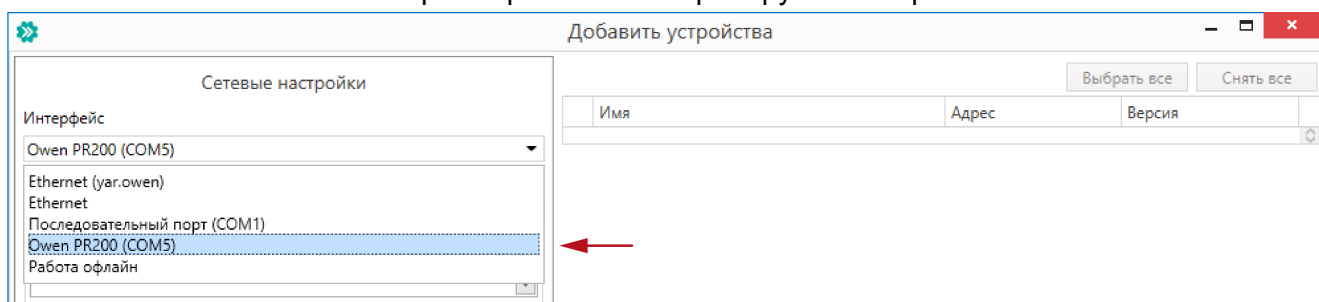 Добавить устройства
Сетевые настройки
Выбрать все
Снять все
Интерфейс
Имя
Адрес
Версия
Owen PR200 (COM5)
Ethernet (yar.owen)
Ethernet
Последовательный порт (COM1)
Owen PR200 (COM5)
Работа офлайн